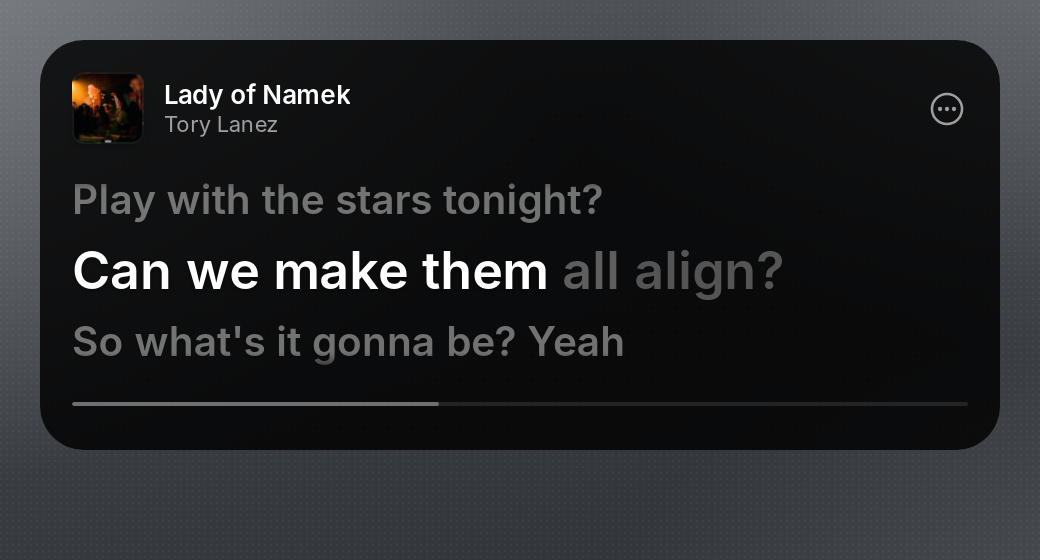 Lady of Namek
Tory Lanez
Play with the stars tonight?
Can we make them all align?
So what's it gonna be? Yeah